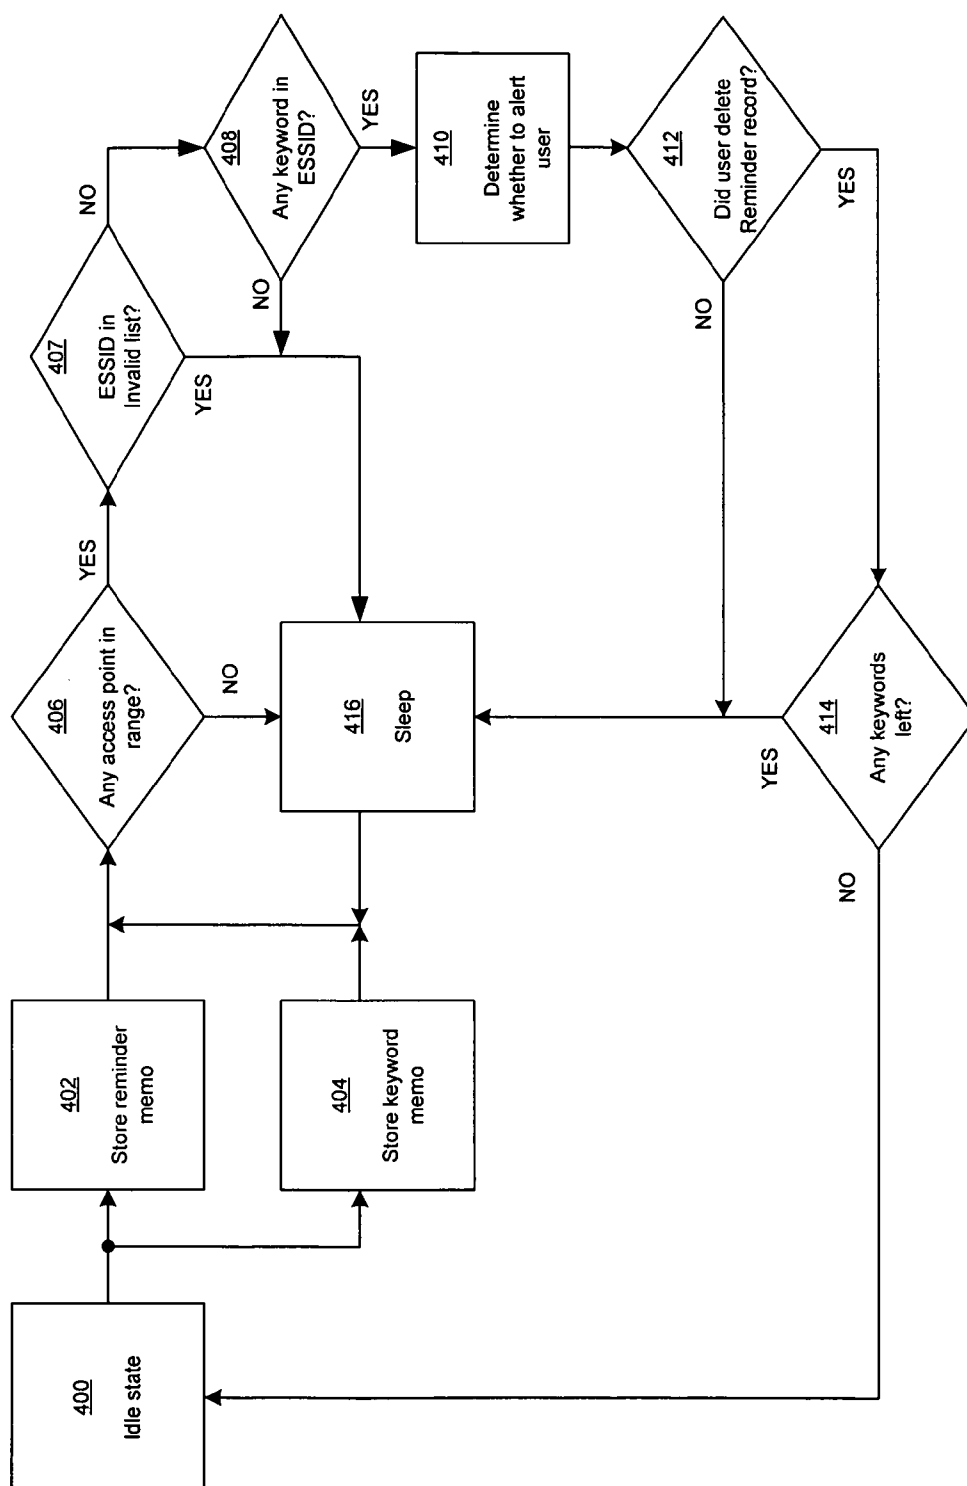 400
Idle state
402
Store reminder
memo
404
Store keyword
memo
406
Any access point in
range?
YES
NO
407
ESSID in
Invalid list?
NO
YES
408
Any keyword in
ESSID?
NO
YES
410
Determine
whether to alert
user
412
Did user delete
Reminder record?
NO
YES
414
Any keywords
left?
YES
NO
416
Sleep